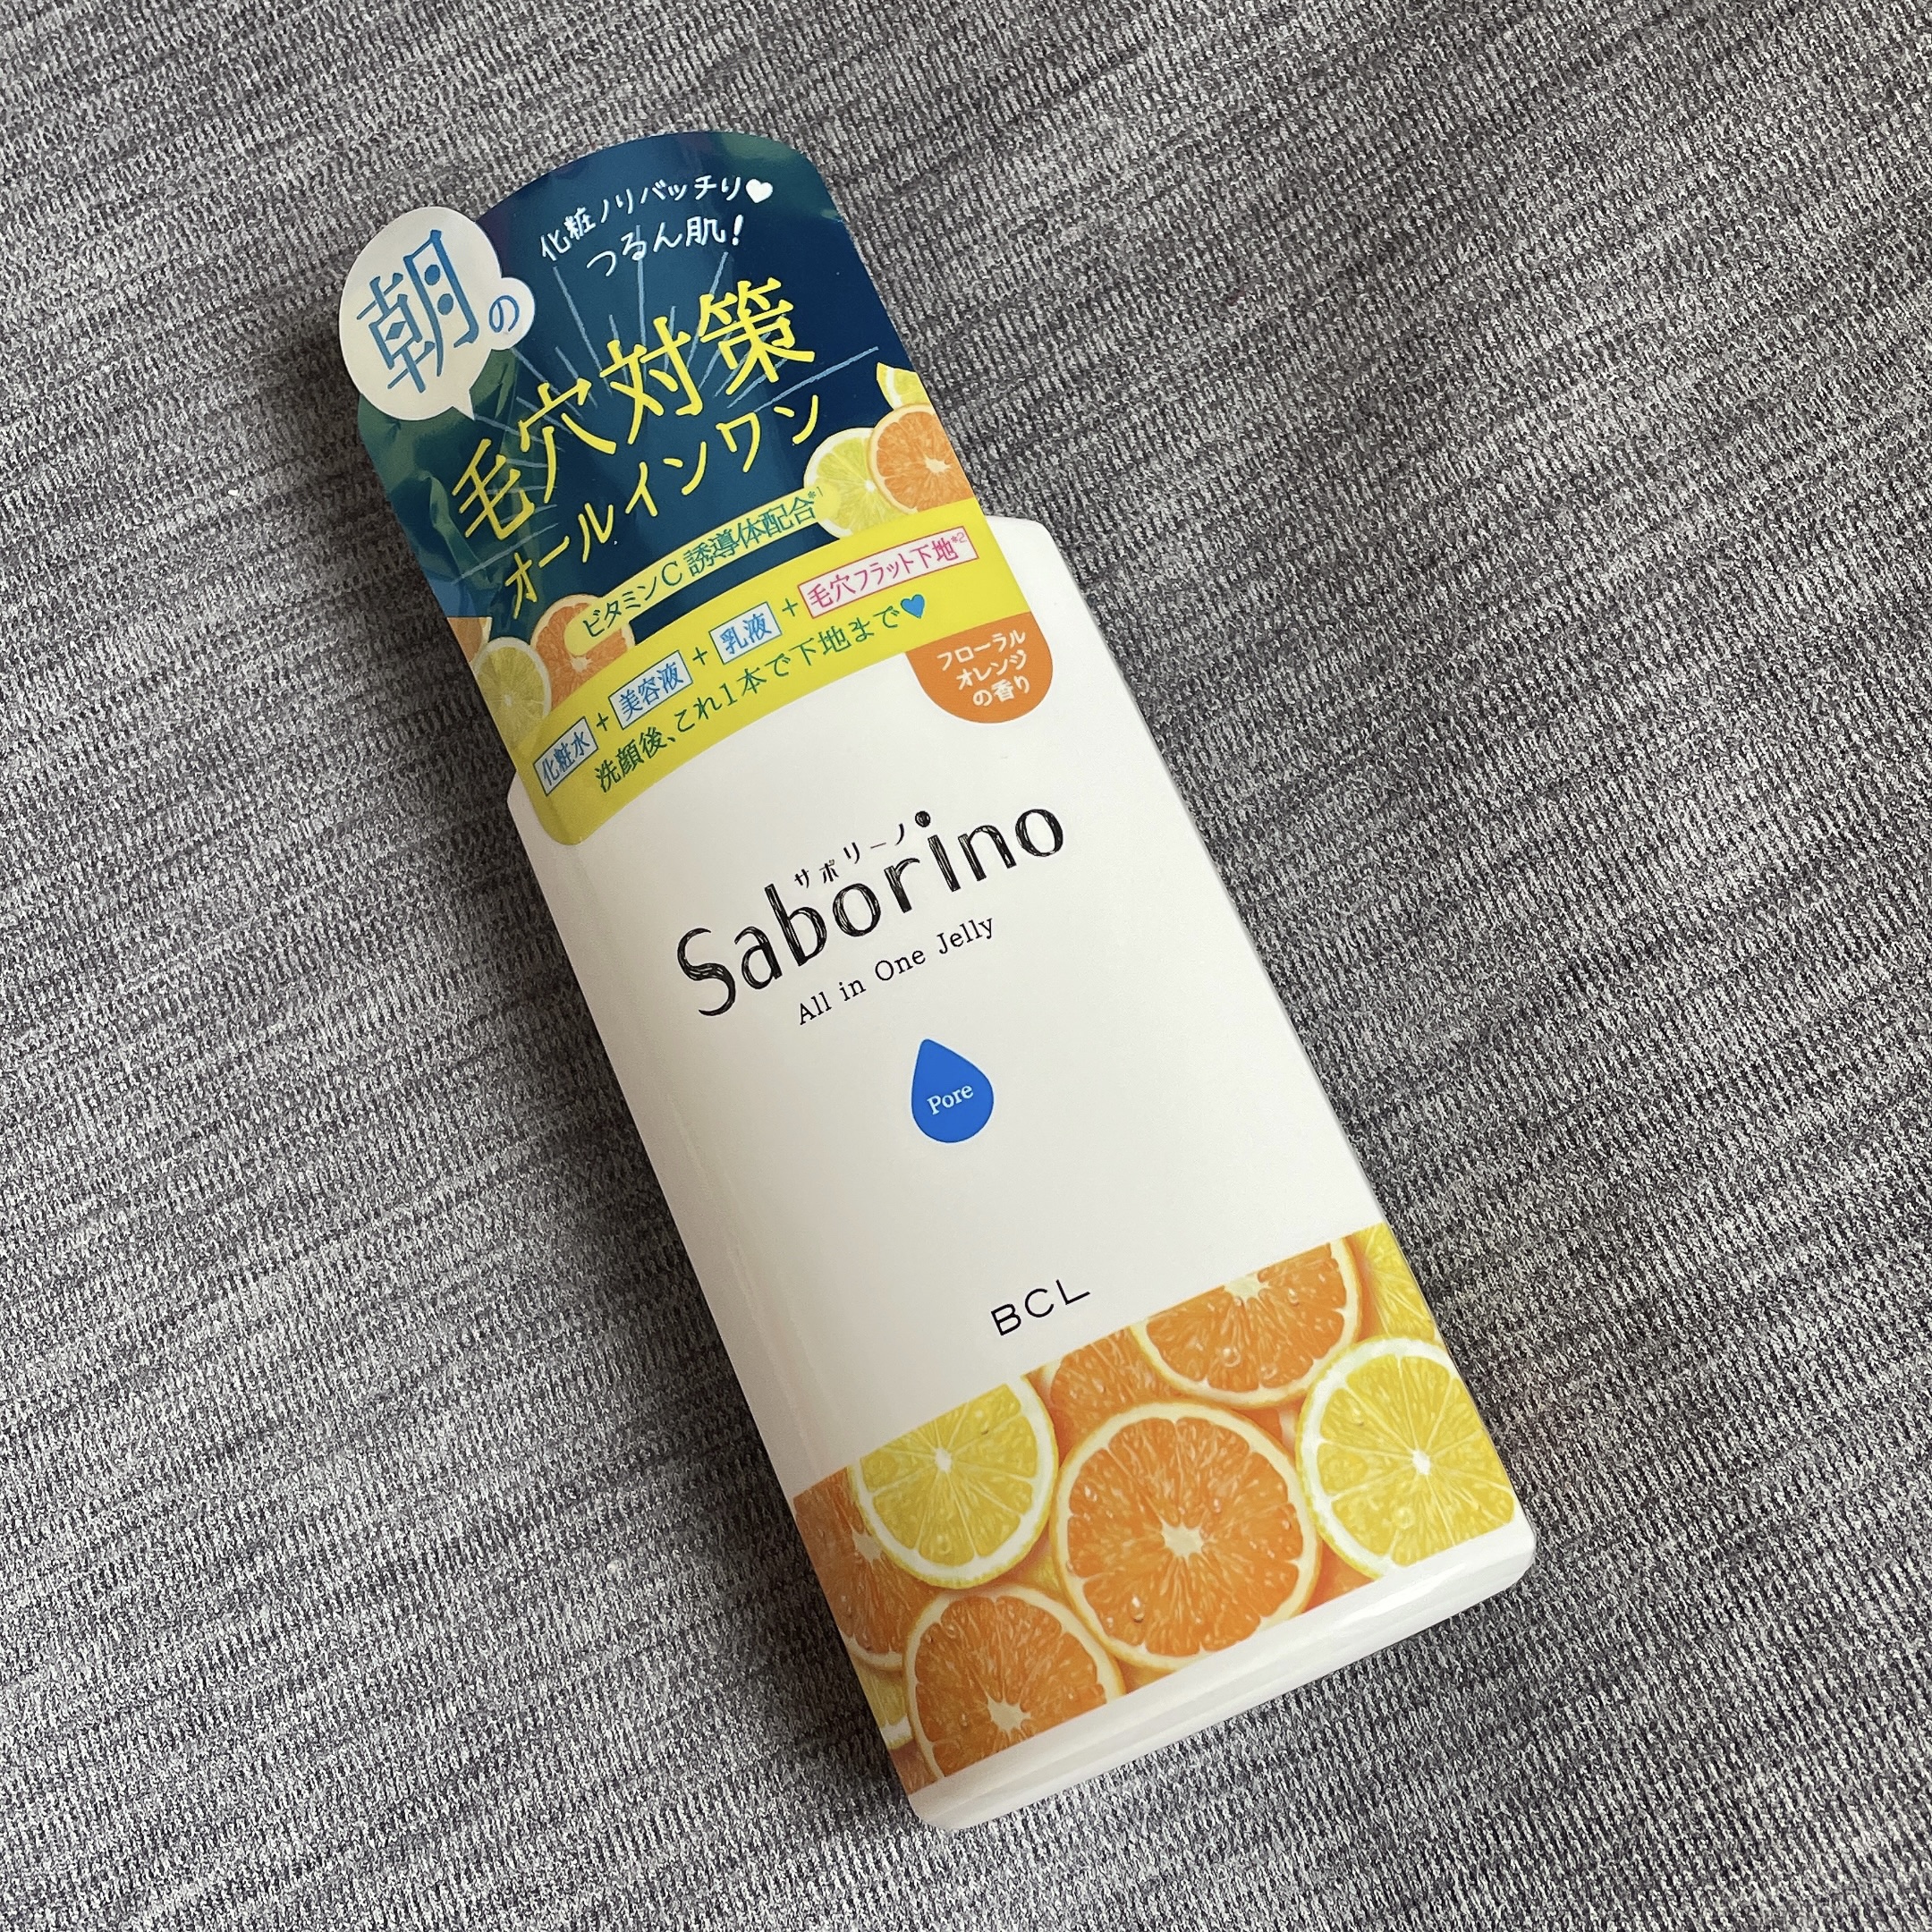 化粧ノリバッチリ♥
つるん肌!
朝の
毛穴対策
オールインワン
ビタミンC誘導体配合*1
化粧水 + 美容液 + 乳液 + 毛穴フラット下地*2
洗顔後、これ1本で下地まで♥
フローラル
オレンジ
の香り
サボリーノ
Saborino
All in One Jelly
Pore
BCL